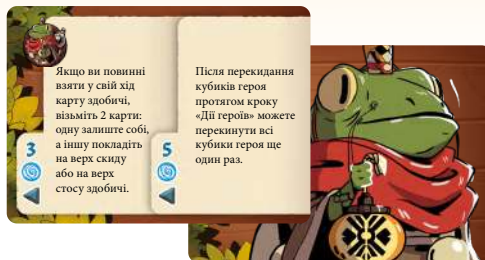 Якщо ви повинні
взяти у свій хід
карту здобичі,
візьміть 2 карти:
одну залиште собі,
а іншу покладіть
на верх скиду
або на верх
стосу здобичі.
3
Після перекидання
кубиків героя
протягом кроку
«Дії героїв» можете
перекинути всі
кубики героя ще
один раз.
5